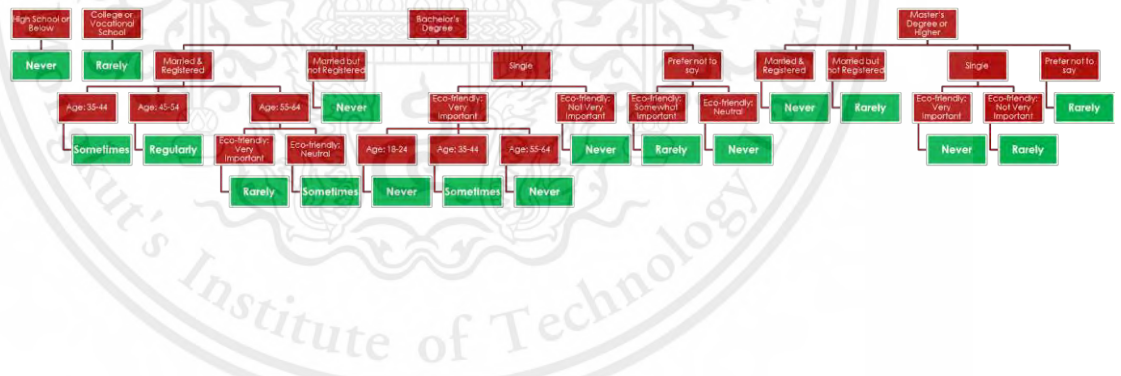 High School or
Below
College or
Vocational
School
Bachelor's
Degree
Master's
Degree or
Higher
Never
Rarely
Married &
Registered
Married but
not Registered
Single
Prefer not to
say
Married &
Registered
Married but
not Registered
Single
Prefer not to
say
Age: 35-44
Age: 45-54
Age: 55-64
Never
Eco-friendly:
Very
Important
Eco-friendly:
Not Very
Important
Eco-friendly:
Somewhat
Important
Eco-friendly:
Neutral
Never
Rarely
Eco-friendly:
Very
Important
Eco-friendly:
Not Very
Important
Rarely
Sometimes
Regularly
Eco-friendly:
Very
Important
Eco-friendly:
Neutral
Age: 18-24
Age: 35-44
Age: 55-64
Never
Rarely
Never
Never
Rarely
Rarely
Sometimes
Never
Sometimes
Never
kut's Institute of Technology